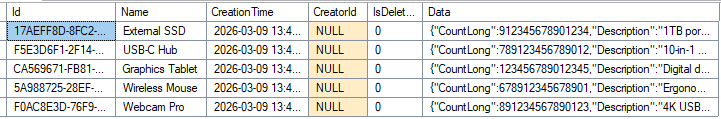 Id Name CreationTime CreatorId IsDelet... Data
17AEFF8D-8FC2-... External SSD 2026-03-09 13:4... NULL 0 {"CountLong":912345678901234,"Description":"1TB por...
F5E3D6F1-2F14-... USB-C Hub 2026-03-09 13:4... NULL 0 {"CountLong":789123456789012,"Description":"10-in-1 ...
CA569671-FB81-... Graphics Tablet 2026-03-09 13:4... NULL 0 {"CountLong":123456789012345,"Description":"Digital d...
5A988725-28EF-... Wireless Mouse 2026-03-09 13:4... NULL 0 {"CountLong":678912345678901,"Description":"Ergono...
F0AC8E3D-76F9-... Webcam Pro 2026-03-09 13:4... NULL 0 {"CountLong":891234567890123,"Description":"4K USB...